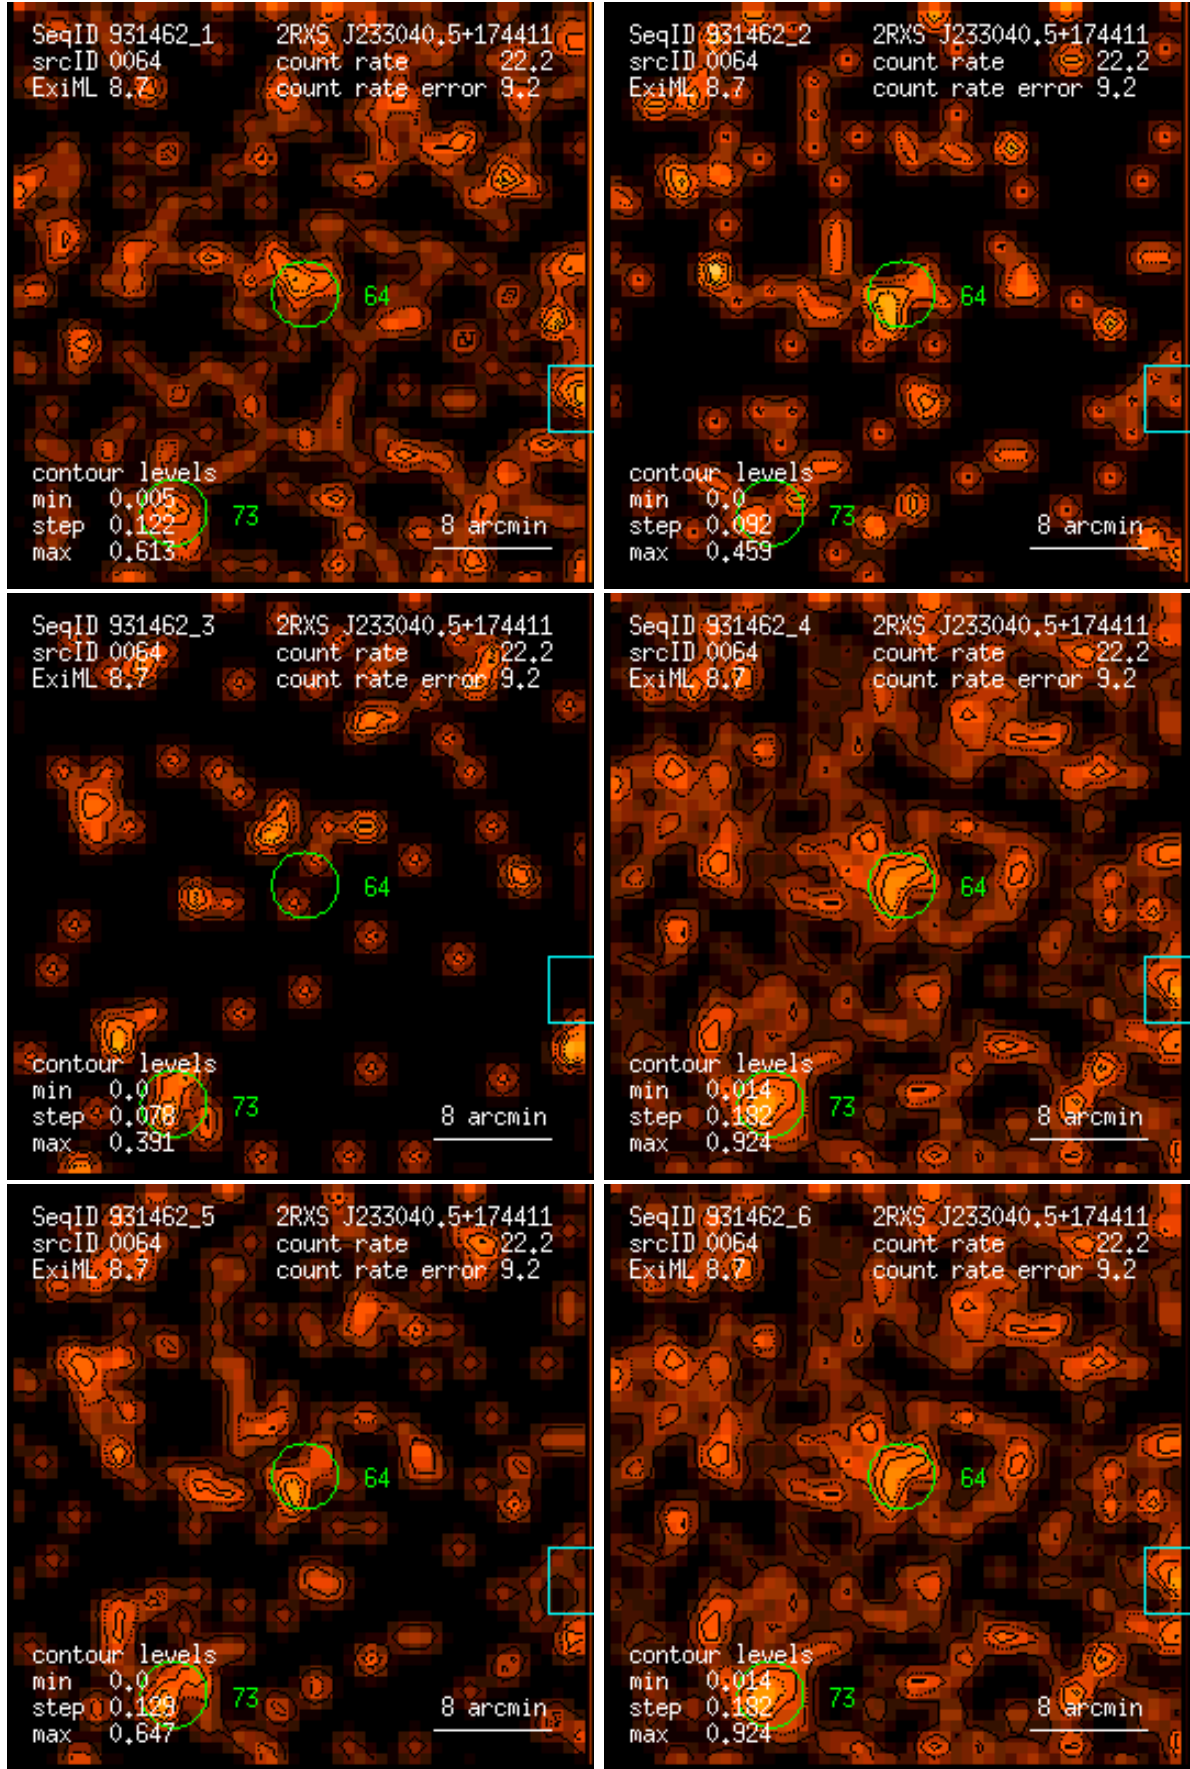 SeqID 931462_1 2RXS J233040.5+174411
srcID 0064 count rate 22.2
ExiML 8.7 count rate error 9.2
64
contour levels
min 0.005
step 0.122
max 0.613
73
8 arcmin
SeqID 931462_2 2RXS J233040.5+174411
srcID 0064 count rate 22.2
ExiML 8.7 count rate error 9.2
64
contour levels
min 0.0
step 0.092
max 0.459
73
8 arcmin
SeqID 931462_3 2RXS J233040.5+174411
srcID 0064 count rate 22.2
ExiML 8.7 count rate error 9.2
64
contour levels
min 0.0
step 0.078
max 0.391
73
8 arcmin
SeqID 931462_4 2RXS J233040.5+174411
srcID 0064 count rate 22.2
ExiML 8.7 count rate error 9.2
64
contour levels
min 0.014
step 0.182
max 0.924
73
8 arcmin
SeqID 931462_5 2RXS J233040.5+174411
srcID 0064 count rate 22.2
ExiML 8.7 count rate error 9.2
64
contour levels
min 0.0
step 0.129
max 0.647
73
8 arcmin
SeqID 931462_6 2RXS J233040.5+174411
srcID 0064 count rate 22.2
ExiML 8.7 count rate error 9.2
64
contour levels
min 0.014
step 0.182
max 0.924
73
8 arcmin